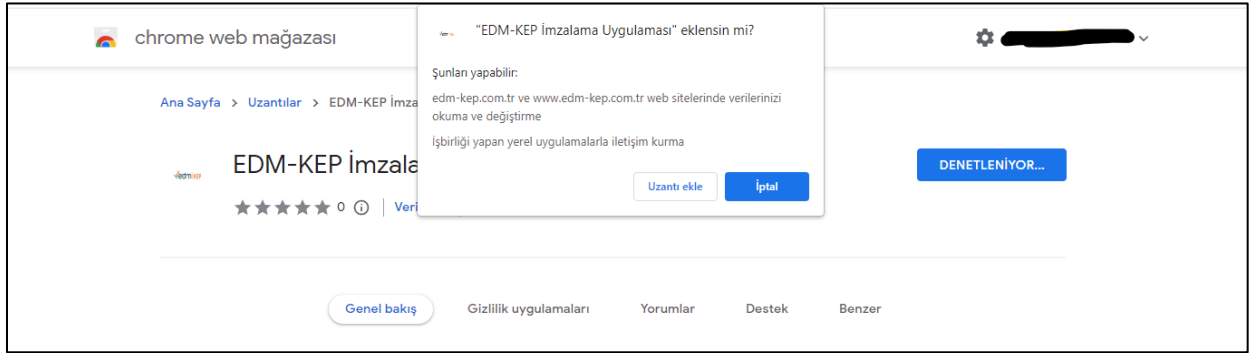 chrome web mağazası
"EDM-KEP İmzalama Uygulaması" eklensin mi?
Şunları yapabilir:
edm-kep.com.tr ve www.edm-kep.com.tr web sitelerinde verilerinizi
okuma ve değiştirme
İşbirliği yapan yerel uygulamalarla iletişim kurma
Uzantı ekle
İptal
Ana Sayfa > Uzantılar > EDM-KEP İmza
EDM-KEP İmzala
DENETLENİYOR...
0
Veri
Genel bakış
Gizlilik uygulamaları
Yorumlar
Destek
Benzer